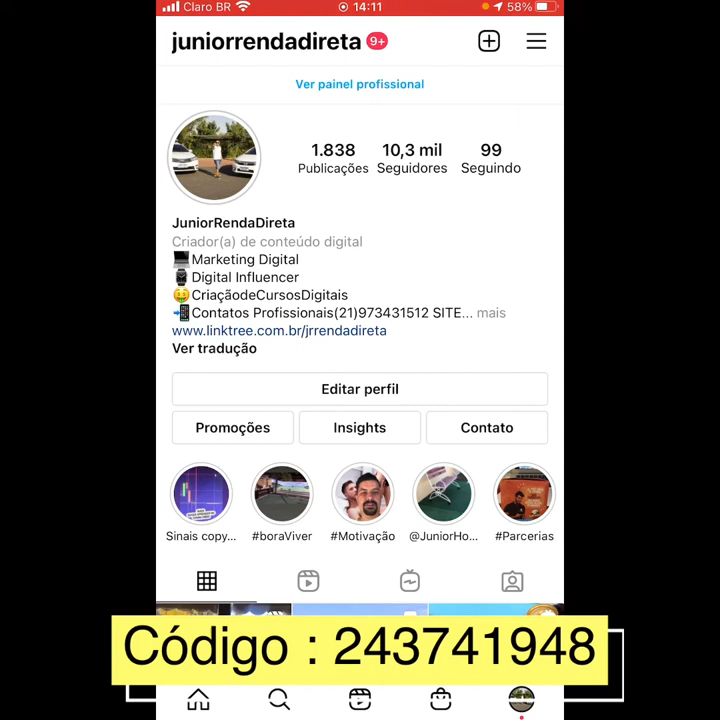 Claro BR 14:11 58%
juniorrendadireta 9+
Ver painel profissional
1.838 10,3 mil 99
Publicações Seguidores Seguindo
JuniorRendaDireta
Criador(a) de conteúdo digital
Marketing Digital
Digital Influencer
CriaçãodeCursosDigitais
Contatos Profissionais(21)973431512 SITE... mais
www.linktree.com.br/jrrendadireta
Ver tradução
Editar perfil
Promoções Insights Contato
Sinais copy... #boraViver #Motivação @JuniorHo... #Parcerias
Código : 243741948